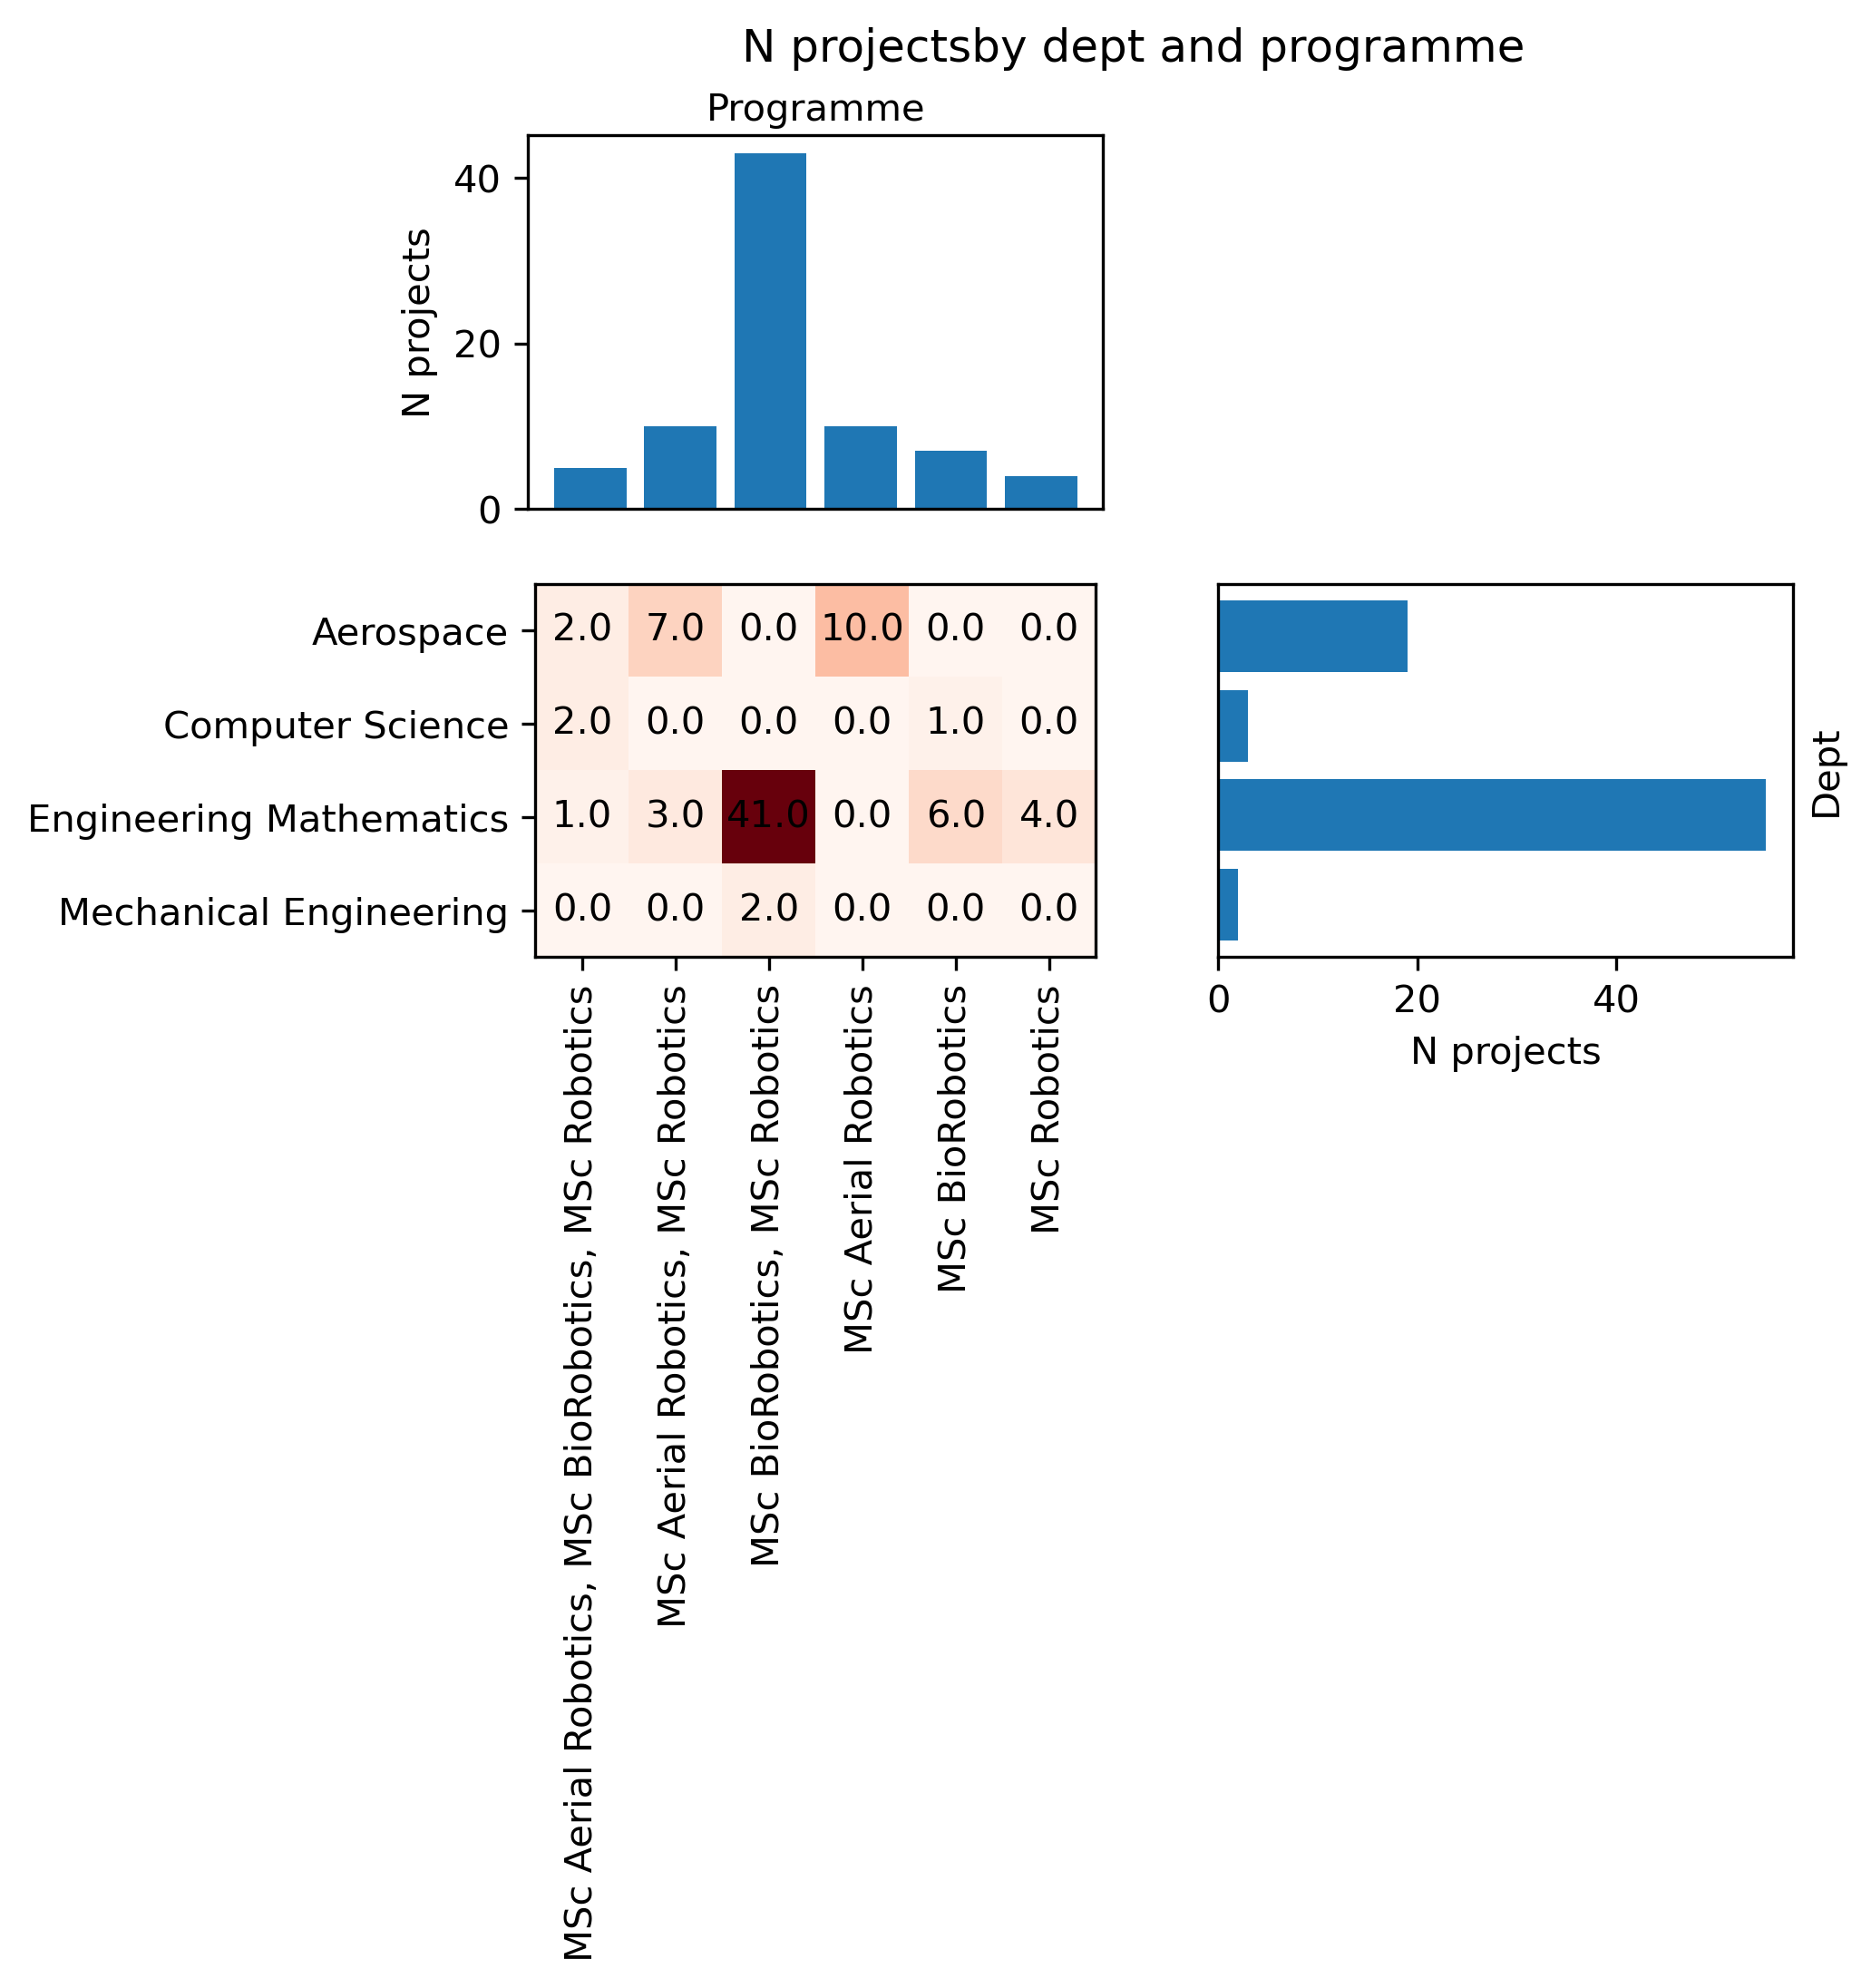 N projectsby dept and programme
Programme
N projects
40
20
0
Aerospace 2.0 7.0 0.0 10.0 0.0 0.0
Computer Science 2.0 0.0 0.0 0.0 1.0 0.0
Engineering Mathematics 1.0 3.0 41.0 0.0 6.0 4.0
Mechanical Engineering 0.0 0.0 2.0 0.0 0.0 0.0
MSc Aerial Robotics, MSc BioRobotics, MSc Robotics
MSc Aerial Robotics, MSc Robotics
MSc BioRobotics, MSc Robotics
MSc Aerial Robotics
MSc BioRobotics
MSc Robotics
Dept
0 20 40
N projects